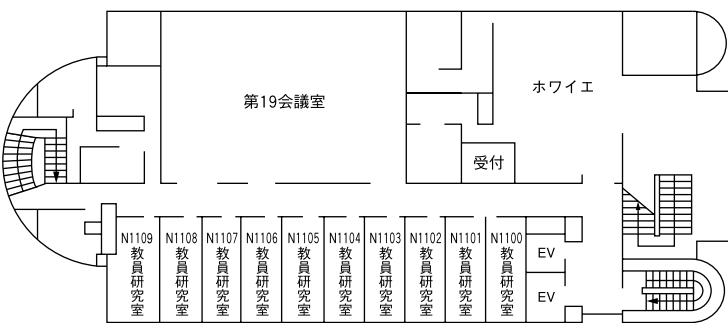 ホワイエ
第19会議室
受付
N1109
教員研究室
N1108
教員研究室
N1107
教員研究室
N1106
教員研究室
N1105
教員研究室
N1104
教員研究室
N1103
教員研究室
N1102
教員研究室
N1101
教員研究室
N1100
教員研究室
EV
EV